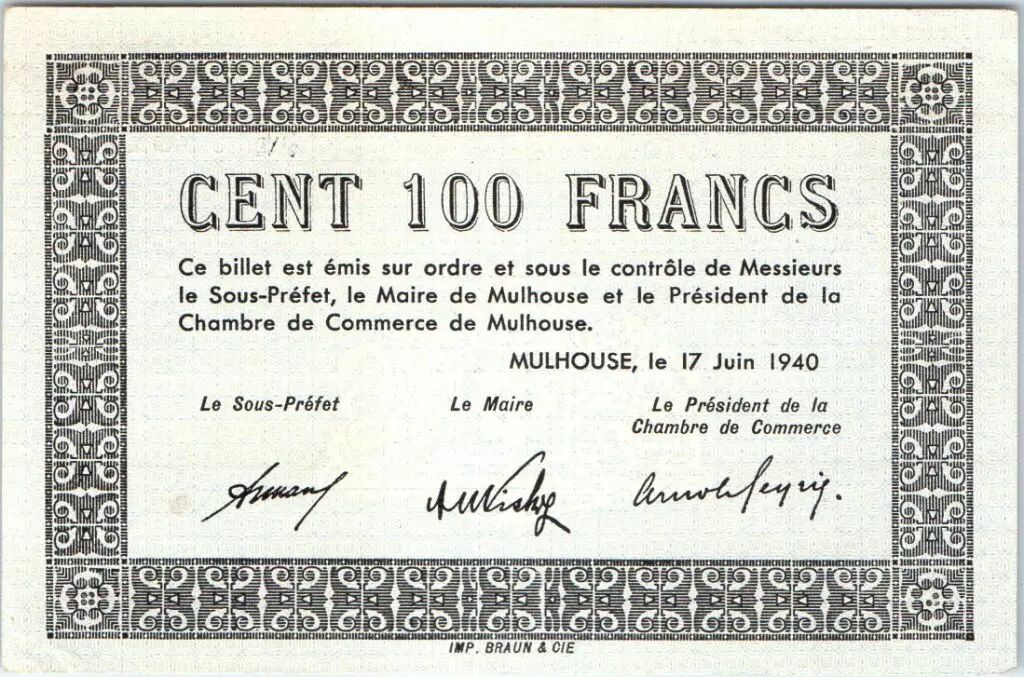 CENT 100 FRANCS
Ce billet est émis sur ordre et sous le contrôle de Messieurs
le Sous-Préfet, le Maire de Mulhouse et le Président de la
Chambre de Commerce de Mulhouse.
MULHOUSE, le 17 Juin 1940
Le Sous-Préfet Le Maire Le Président de la
Chambre de Commerce
IMP. BRAUN & CIE